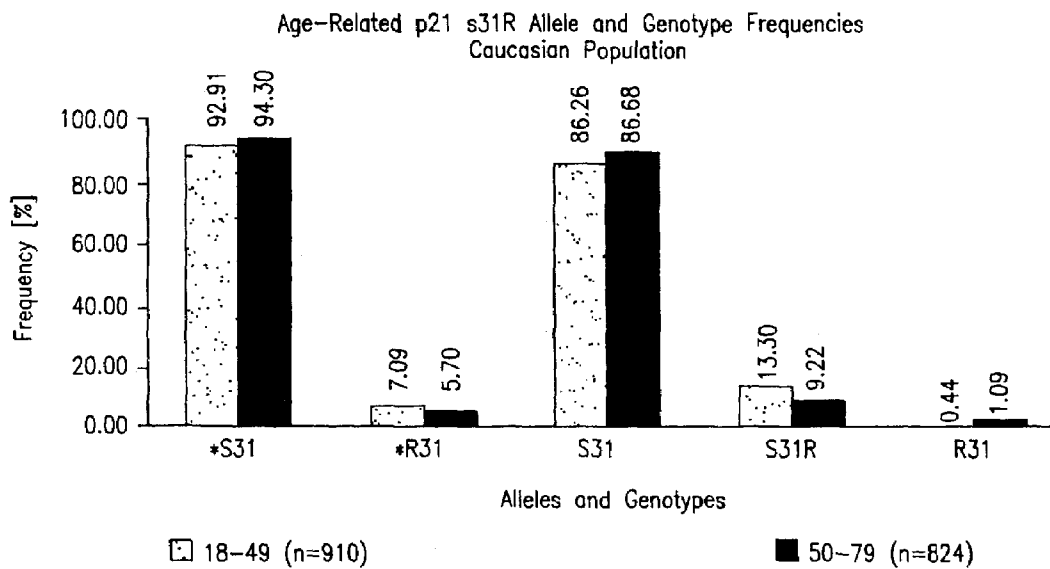 Age-Related p21 s31R Allele and Genotype Frequencies
Caucasian Population
92.91
94.30
7.09
5.70
86.26
86.68
13.30
9.22
0.44
1.09
100.00
80.00
60.00
40.00
20.00
0.00
Frequency [%]
*S31
*R31
S31
S31R
R31
Alleles and Genotypes
18-49 (n=910)
50-79 (n=824)